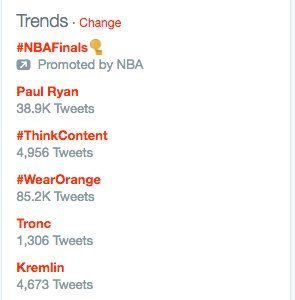 Trends · Change
#NBAFinals
Promoted by NBA
Paul Ryan
38.9K Tweets
#ThinkContent
4,956 Tweets
#WearOrange
85.2K Tweets
Tronc
1,306 Tweets
Kremlin
4,673 Tweets